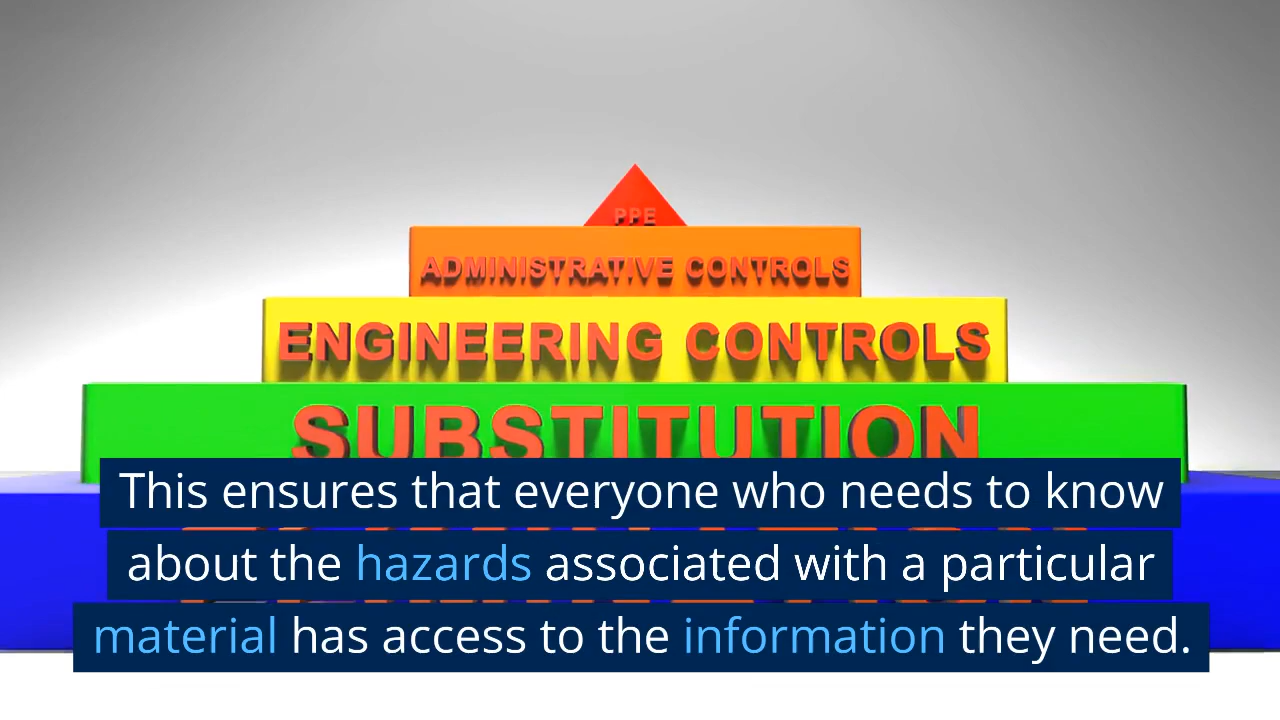 PPE
ADMINISTRATIVE CONTROLS
ENGINEERING CONTROLS
SUBSTITUTION
This ensures that everyone who needs to know
about the hazards associated with a particular
material has access to the information they need.